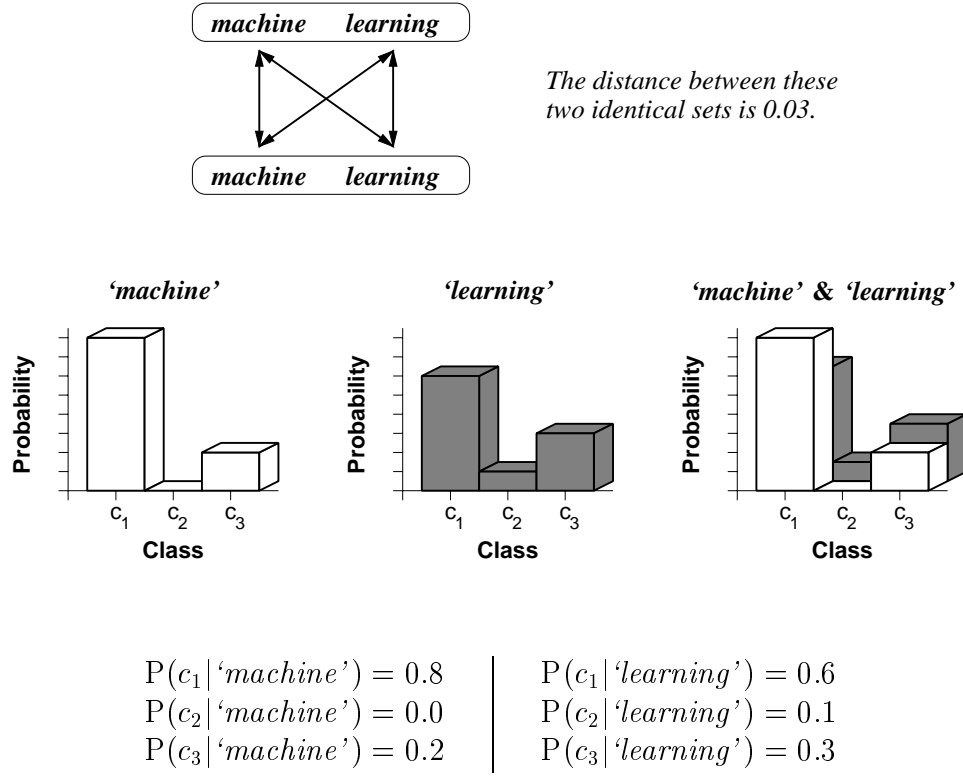 machine learning
The distance between these
two identical sets is 0.03.
machine learning
‘machine’
‘learning’
‘machine’ & ‘learning’
Probability
c1 c2 c3
Class
Probability
c1 c2 c3
Class
Probability
c1 c2 c3
Class
P(c1|‘machine’) = 0.8
P(c2|‘machine’) = 0.0
P(c3|‘machine’) = 0.2
P(c1|‘learning’) = 0.6
P(c2|‘learning’) = 0.1
P(c3|‘learning’) = 0.3